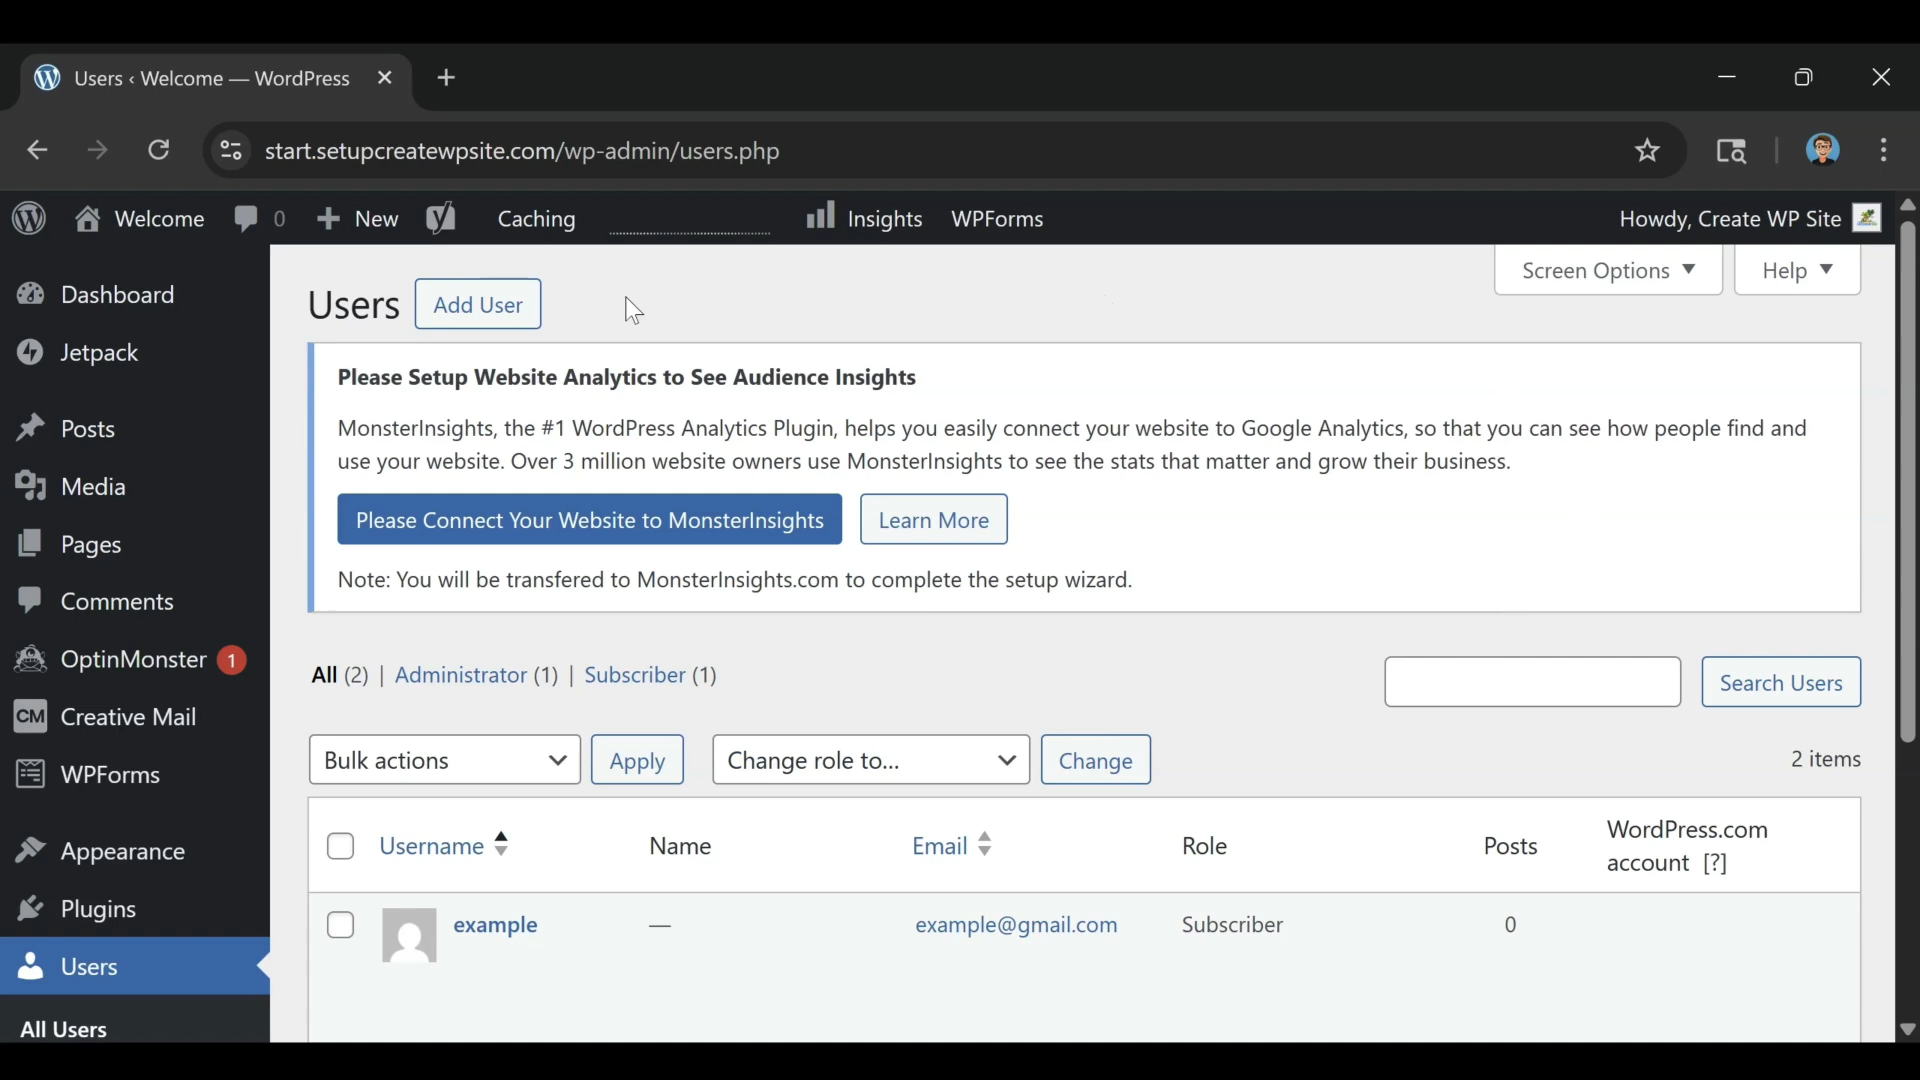 Users ‹ Welcome — WordPress
start.setupcreatewpsite.com/wp-admin/users.php
Welcome 0 New Caching Insights WPForms Howdy, Create WP Site
Screen Options Help
Dashboard
Jetpack
Posts
Media
Pages
Comments
OptinMonster 1
CM Creative Mail
WPForms
Appearance
Plugins
Users
All Users
Users Add User
Please Setup Website Analytics to See Audience Insights
MonsterInsights, the #1 WordPress Analytics Plugin, helps you easily connect your website to Google Analytics, so that you can see how people find and
use your website. Over 3 million website owners use MonsterInsights to see the stats that matter and grow their business.
Please Connect Your Website to MonsterInsights Learn More
Note: You will be transfered to MonsterInsights.com to complete the setup wizard.
All (2) | Administrator (1) | Subscriber (1)
Search Users
Bulk actions Apply Change role to... Change 2 items
Username Name Email Role Posts WordPress.com
account [?]
example — example@gmail.com Subscriber 0